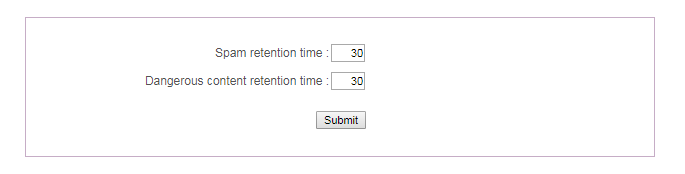 Spam retention time : 30
Dangerous content retention time : 30
Submit